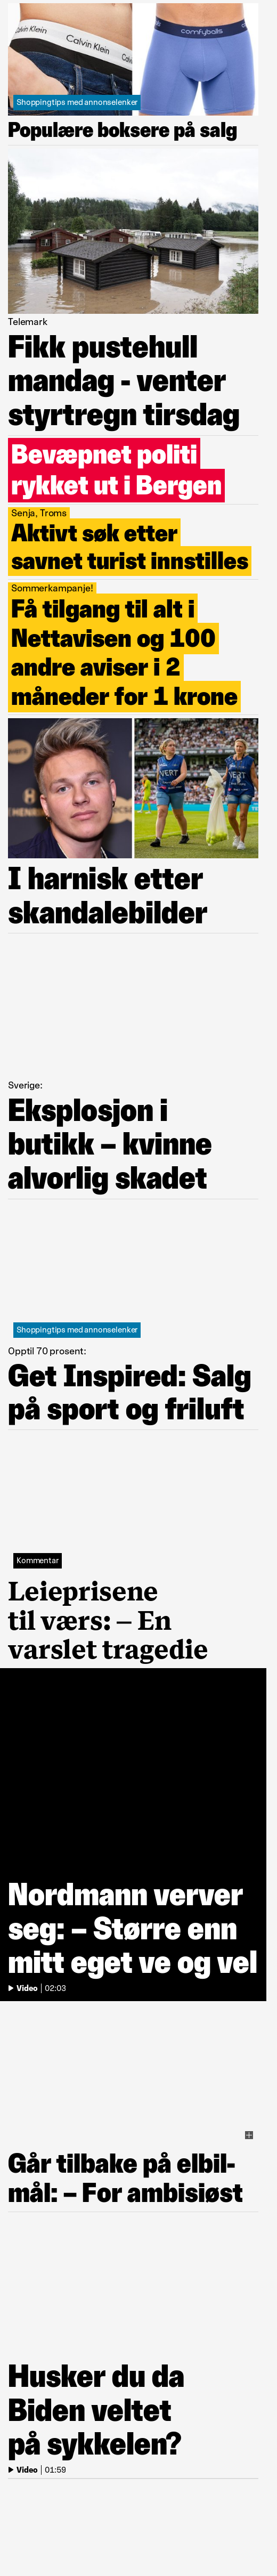 Calvin Klein
Calvin Klein
comfyballs
Shoppingtips med annonselenker
Populære boksere på salg
Telemark
Fikk pustehull
mandag - venter
styrtregn tirsdag
Bevæpnet politi
rykket ut i Bergen
Senja, Troms
Aktivt søk etter
savnet turist innstilles
Sommerkampanje!
Få tilgang til alt i
Nettavisen og 100
andre aviser i 2
måneder for 1 krone
VERT
VERT
I harnisk etter
skandalebilder
Sverige:
Eksplosjon i
butikk – kvinne
alvorlig skadet
Shoppingtips med annonselenker
Opptil 70 prosent:
Get Inspired: Salg
på sport og friluft
Kommentar
Leieprisene
til værs: – En
varslet tragedie
Nordmann verver
seg: – Større enn
mitt eget ve og vel
Video | 02:03
Går tilbake på elbil-
mål: – For ambisiøst
Husker du da
Biden veltet
på sykkelen?
Video | 01:59